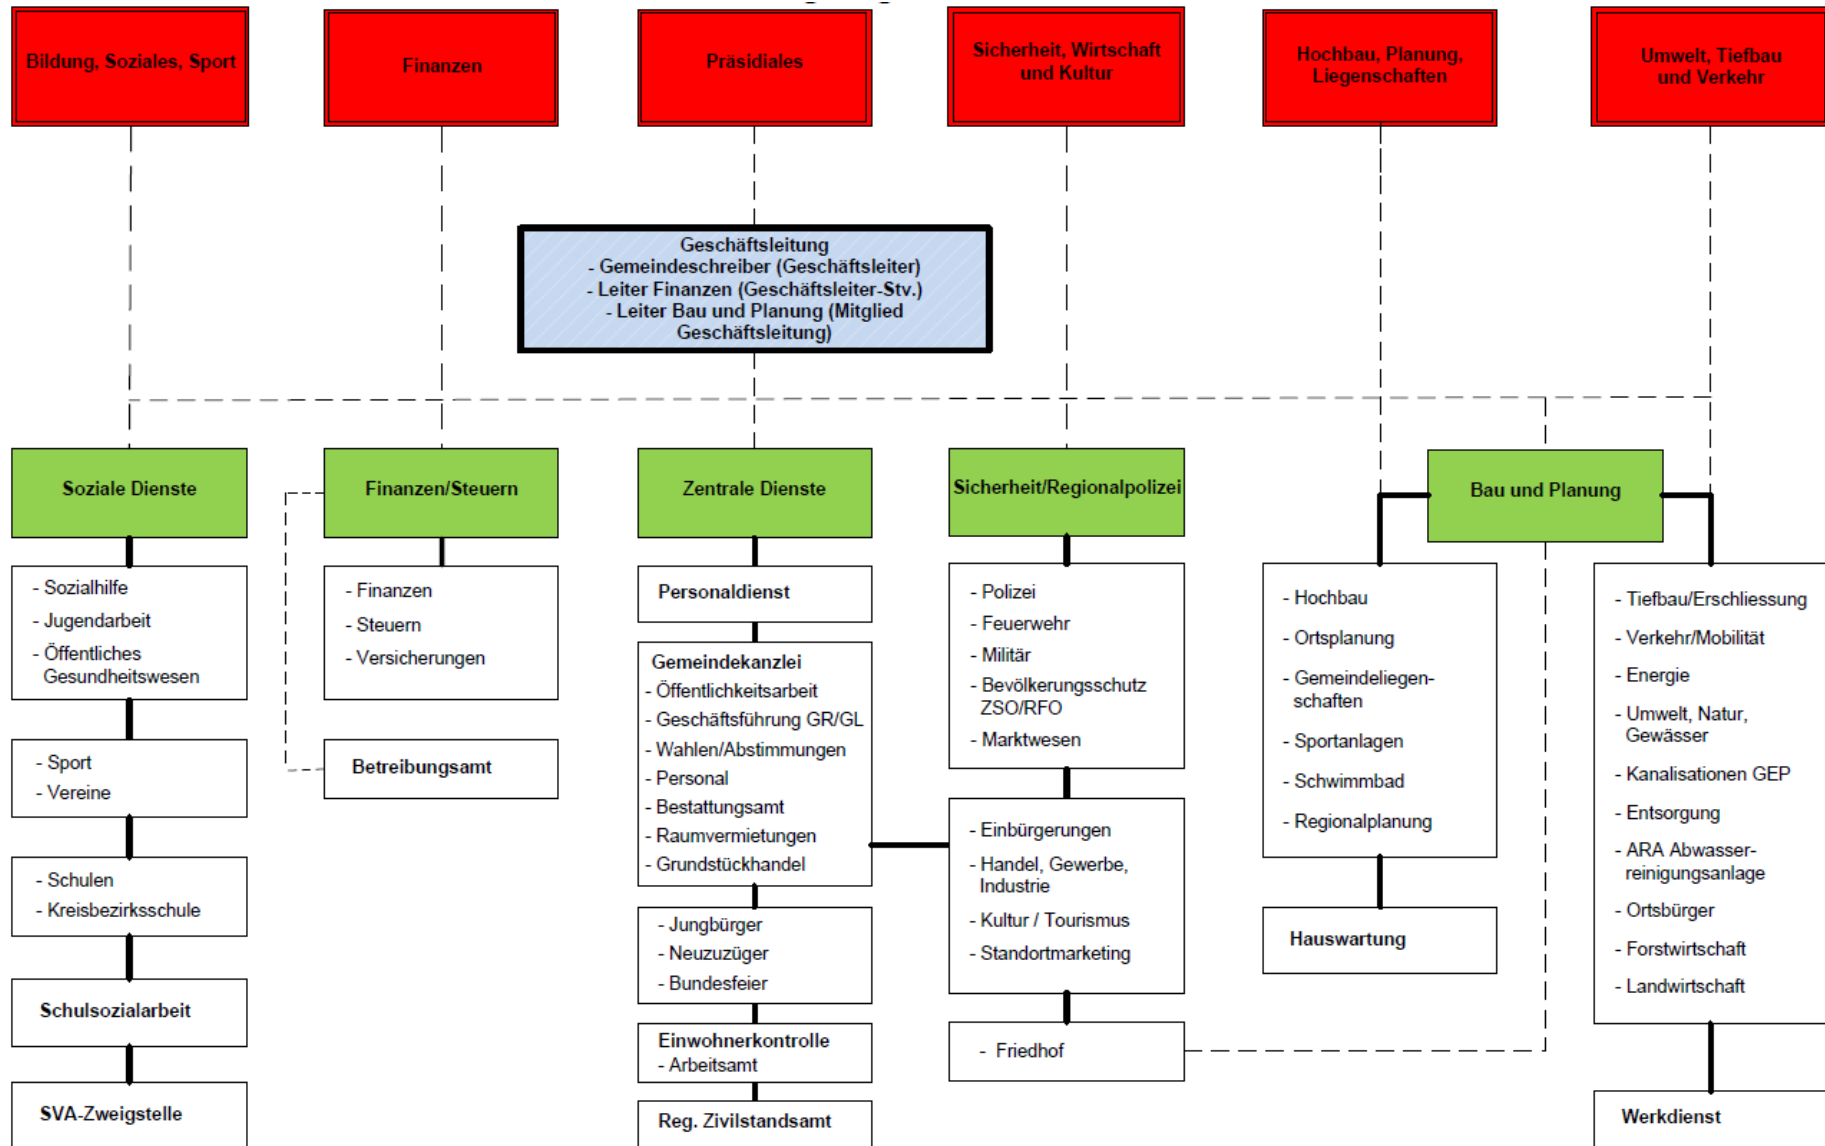 Bildung, Soziales, Sport
Finanzen
Präsidiales
Sicherheit, Wirtschaft
und Kultur
Hochbau, Planung,
Liegenschaften
Umwelt, Tiefbau
und Verkehr
Geschäftsleitung
- Gemeindeschreiber (Geschäftsleiter)
- Leiter Finanzen (Geschäftsleiter-Stv.)
- Leiter Bau und Planung (Mitglied
Geschäftsleitung)
Soziale Dienste
Finanzen/Steuern
Zentrale Dienste
Sicherheit/Regionalpolizei
Bau und Planung
- Sozialhilfe
- Jugendarbeit
- Öffentliches
Gesundheitswesen
- Sport
- Vereine
- Schulen
- Kreisbezirksschule
Schulsozialarbeit
SVA-Zweigstelle
- Finanzen
- Steuern
- Versicherungen
Betreibungsamt
Personaldienst
Gemeindekanzlei
- Öffentlichkeitsarbeit
- Geschäftsführung GR/GL
- Wahlen/Abstimmungen
- Personal
- Bestattungsamt
- Raumvermietungen
- Grundstückhandel
- Jungbürger
- Neuzuzüger
- Bundesfeier
Einwohnerkontrolle
- Arbeitsamt
Reg. Zivilstandsamt
- Polizei
- Feuerwehr
- Militär
- Bevölkerungsschutz
ZSO/RFO
- Marktwesen
- Einbürgerungen
- Handel, Gewerbe,
Industrie
- Kultur / Tourismus
- Standortmarketing
- Friedhof
- Hochbau
- Ortsplanung
- Gemeindeliegen-
schaften
- Sportanlagen
- Schwimmbad
- Regionalplanung
Hauswartung
- Tiefbau/Erschliessung
- Verkehr/Mobilität
- Energie
- Umwelt, Natur,
Gewässer
- Kanalisationen GEP
- Entsorgung
- ARA Abwasser-
reinigungsanlage
- Ortsbürger
- Forstwirtschaft
- Landwirtschaft
Werkdienst